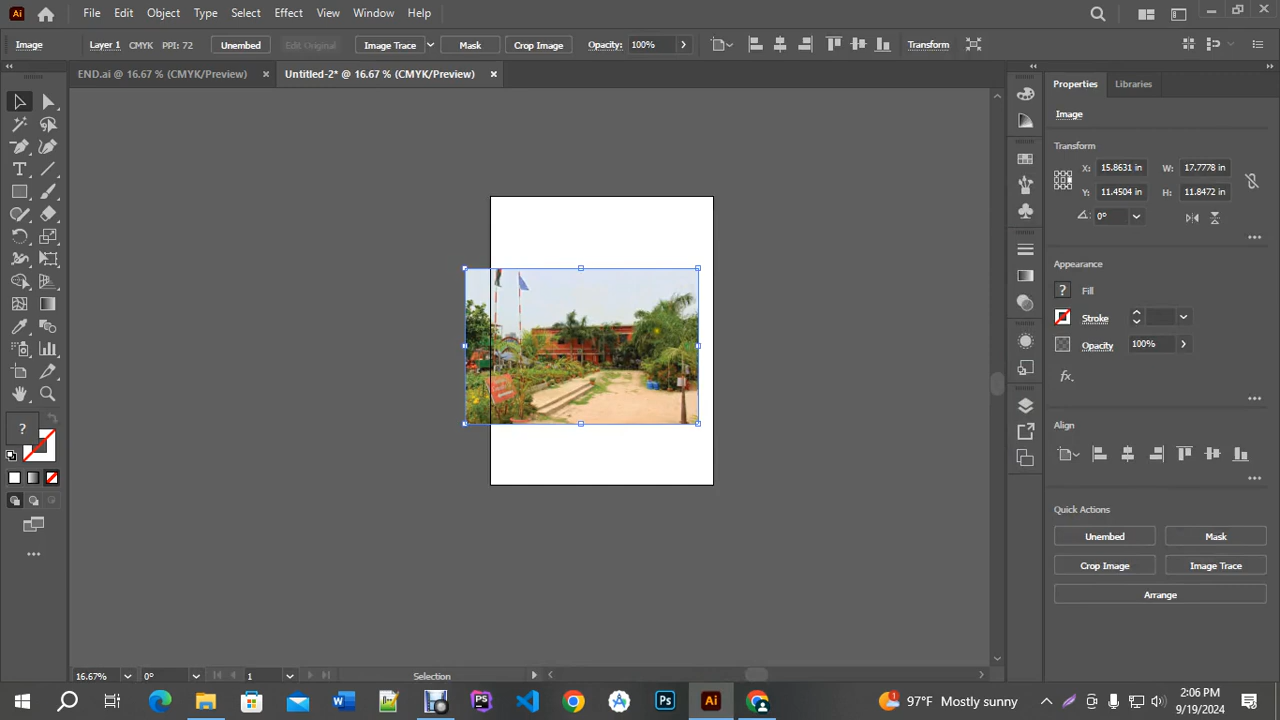 Ai File Edit Object Type Select Effect View Window Help
Image Layer 1 CMYK PPI: 72 Unembed Edit Original Image Trace Mask Crop Image Opacity: 100% Transform
END.ai @ 16.67 % (CMYK/Preview) Untitled-2* @ 16.67 % (CMYK/Preview)
Properties Libraries
Image
Transform
X: 15.8631 in W: 17.7778 in
Y: 11.4504 in H: 11.8472 in
0°
Appearance
? Fill
Stroke
Opacity 100%
fx.
Align
?
Quick Actions
Unembed Mask
Crop Image Image Trace
Arrange
16.67% 0° 1 Selection
PS Ps Ai 1 97°F Mostly sunny 2:06 PM
9/19/2024